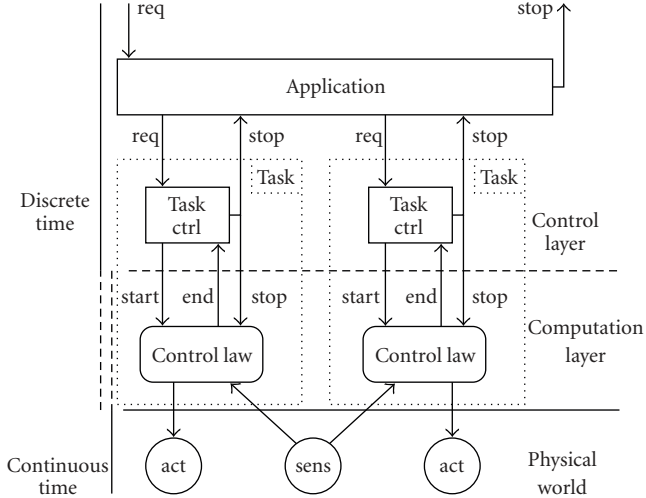 req
stop
Application
req
stop
req
stop
Task
Task
Task
ctrl
Task
ctrl
Discrete
time
Control
layer
start
end
stop
start
end
stop
Control law
Control law
Computation
layer
Continuous
time
act
sens
act
Physical
world